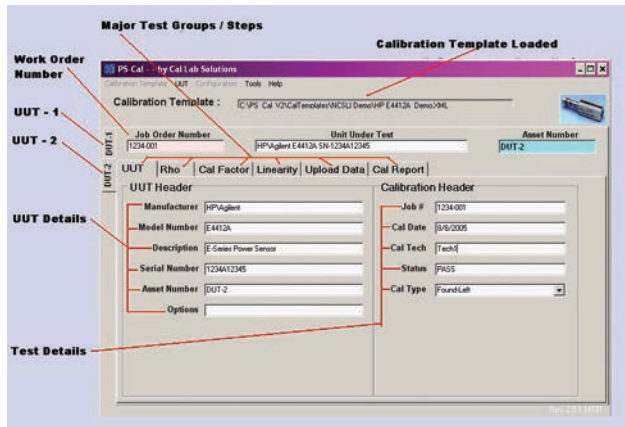 Major Test Groups / Steps
Calibration Template Loaded
Work Order
Number
PS-Cal - - by Cal Lab Solutions
Calibration Template UUT Configuration Tools Help
Calibration Template :
C:\PS Cal V2\CalTemplates\NCSLI Demo\HP E4412A Demo.XML
UUT - 1
UUT - 2
DUT-1
DUT-2
Job Order Number Unit Under Test Asset Number
1234-001 HP\Agilent E4412A SN-1234A12345 DUT-2
UUT Rho Cal Factor Linearity Upload Data Cal Report
UUT Header Calibration Header
UUT Details
Manufacturer HP\Agilent Job # 1234-001
Model Number E4412A Cal Date 8/8/2005
Description E-Series Power Sensor Cal Tech Tech1
Serial Number 1234A12345 Status PASS
Asset Number DUT-2 Cal Type Found-Left
Options
Test Details